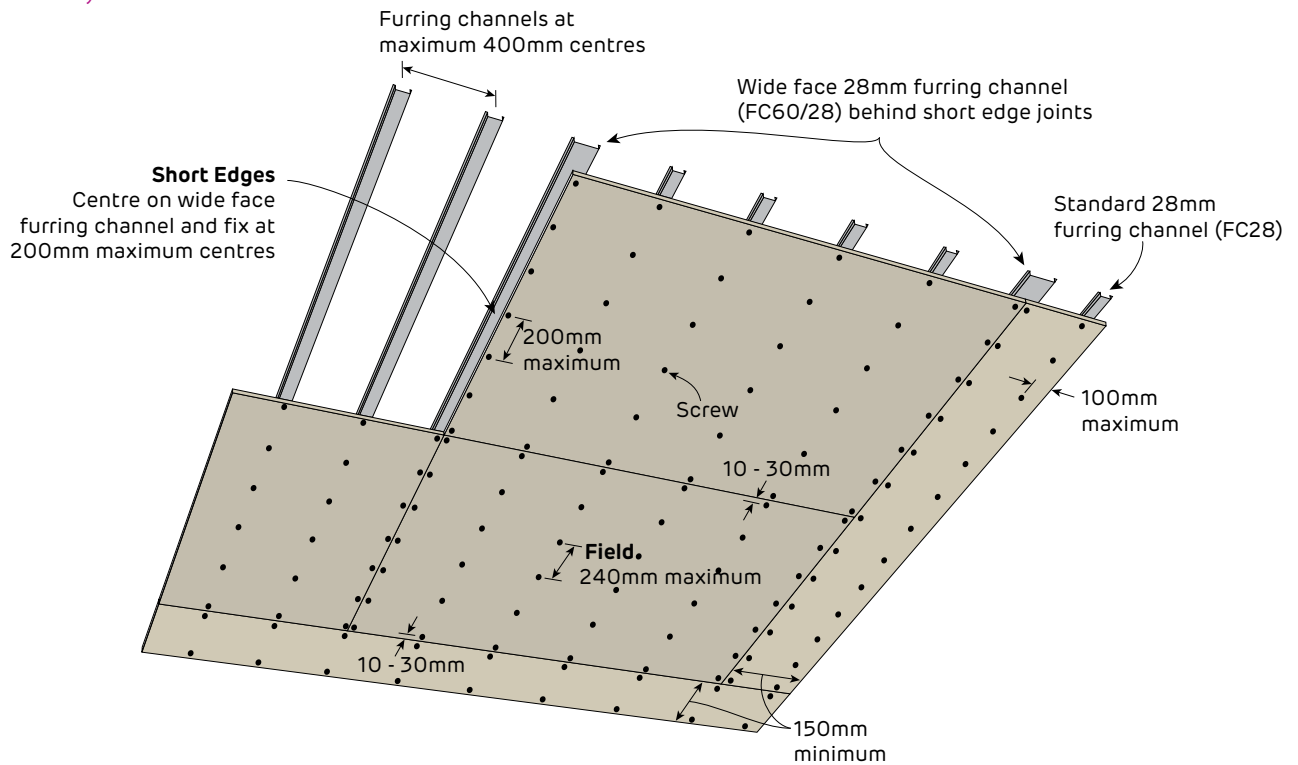 Furring channels at
maximum 400mm centres
Wide face 28mm furring channel
(FC60/28) behind short edge joints
Short Edges
Centre on wide face
furring channel and fix at
200mm maximum centres
Standard 28mm
furring channel (FC28)
200mm
maximum
Screw
100mm
maximum
10 - 30mm
Field
240mm maximum
10 - 30mm
150mm
minimum